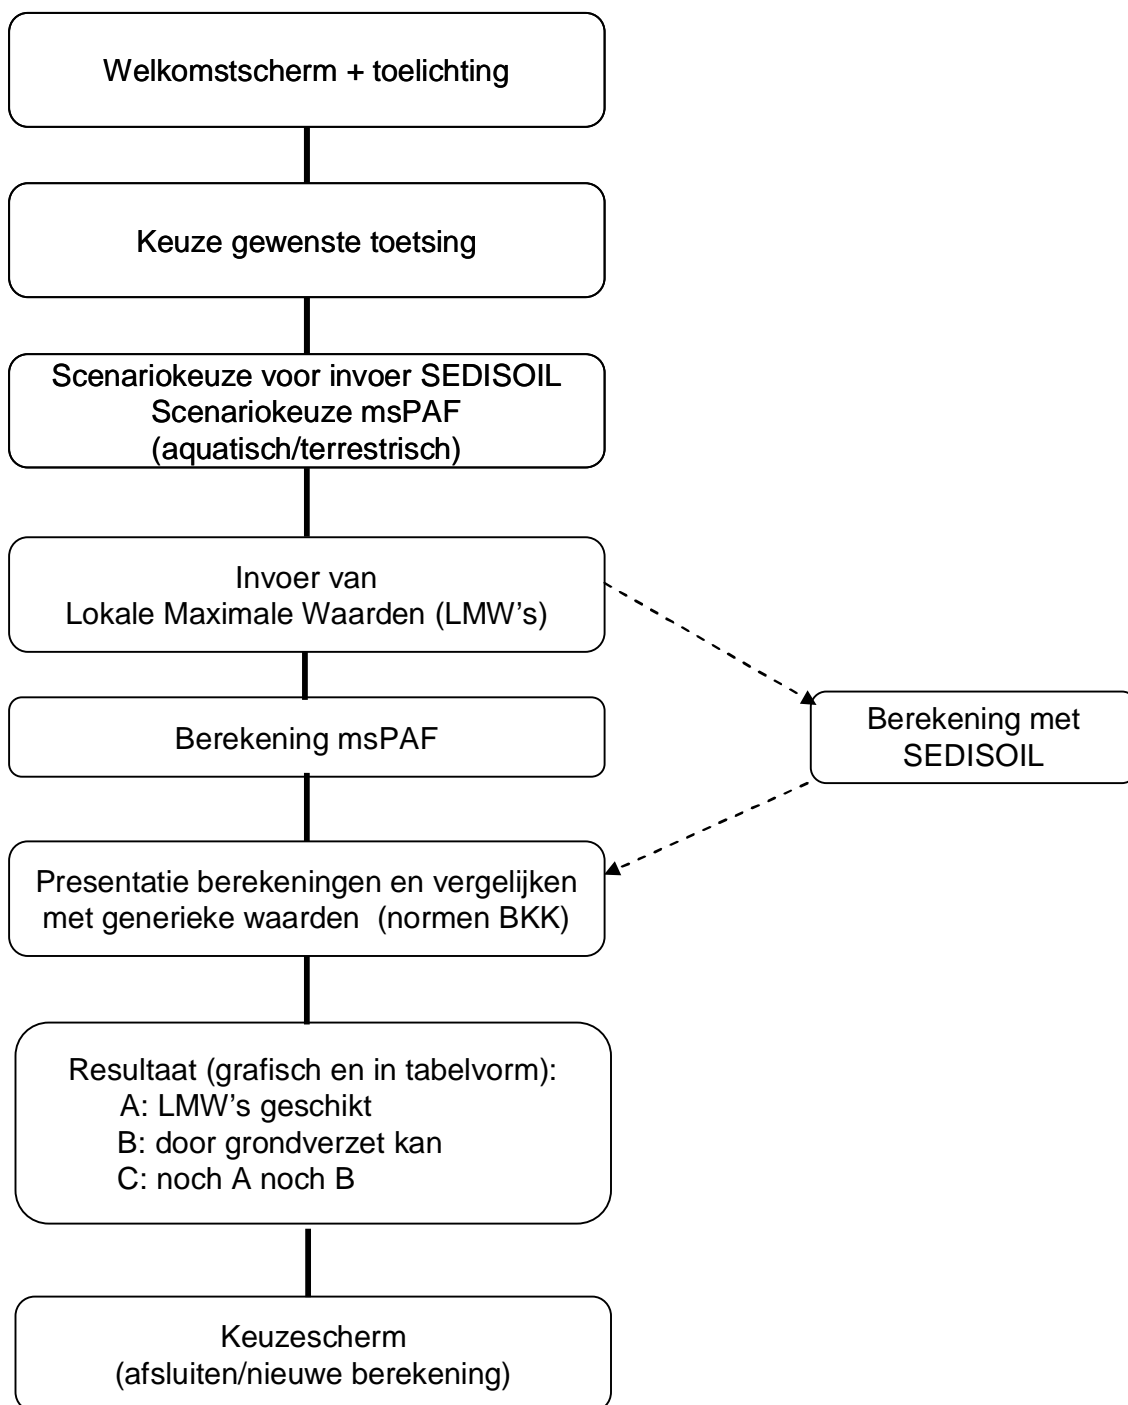 Welkomstscherm + toelichting
Keuze gewenste toetsing
Scenariokeuze voor invoer SEDISOIL
Scenariokeuze msPAF
(aquatisch/terrestrisch)
Invoer van
Lokale Maximale Waarden (LMW’s)
Berekening msPAF
Berekening met
SEDISOIL
Presentatie berekeningen en vergelijken
met generieke waarden (normen BKK)
Resultaat (grafisch en in tabelvorm):
A: LMW’s geschikt
B: door grondverzet kan
C: noch A noch B
Keuzescherm
(afsluiten/nieuwe berekening)